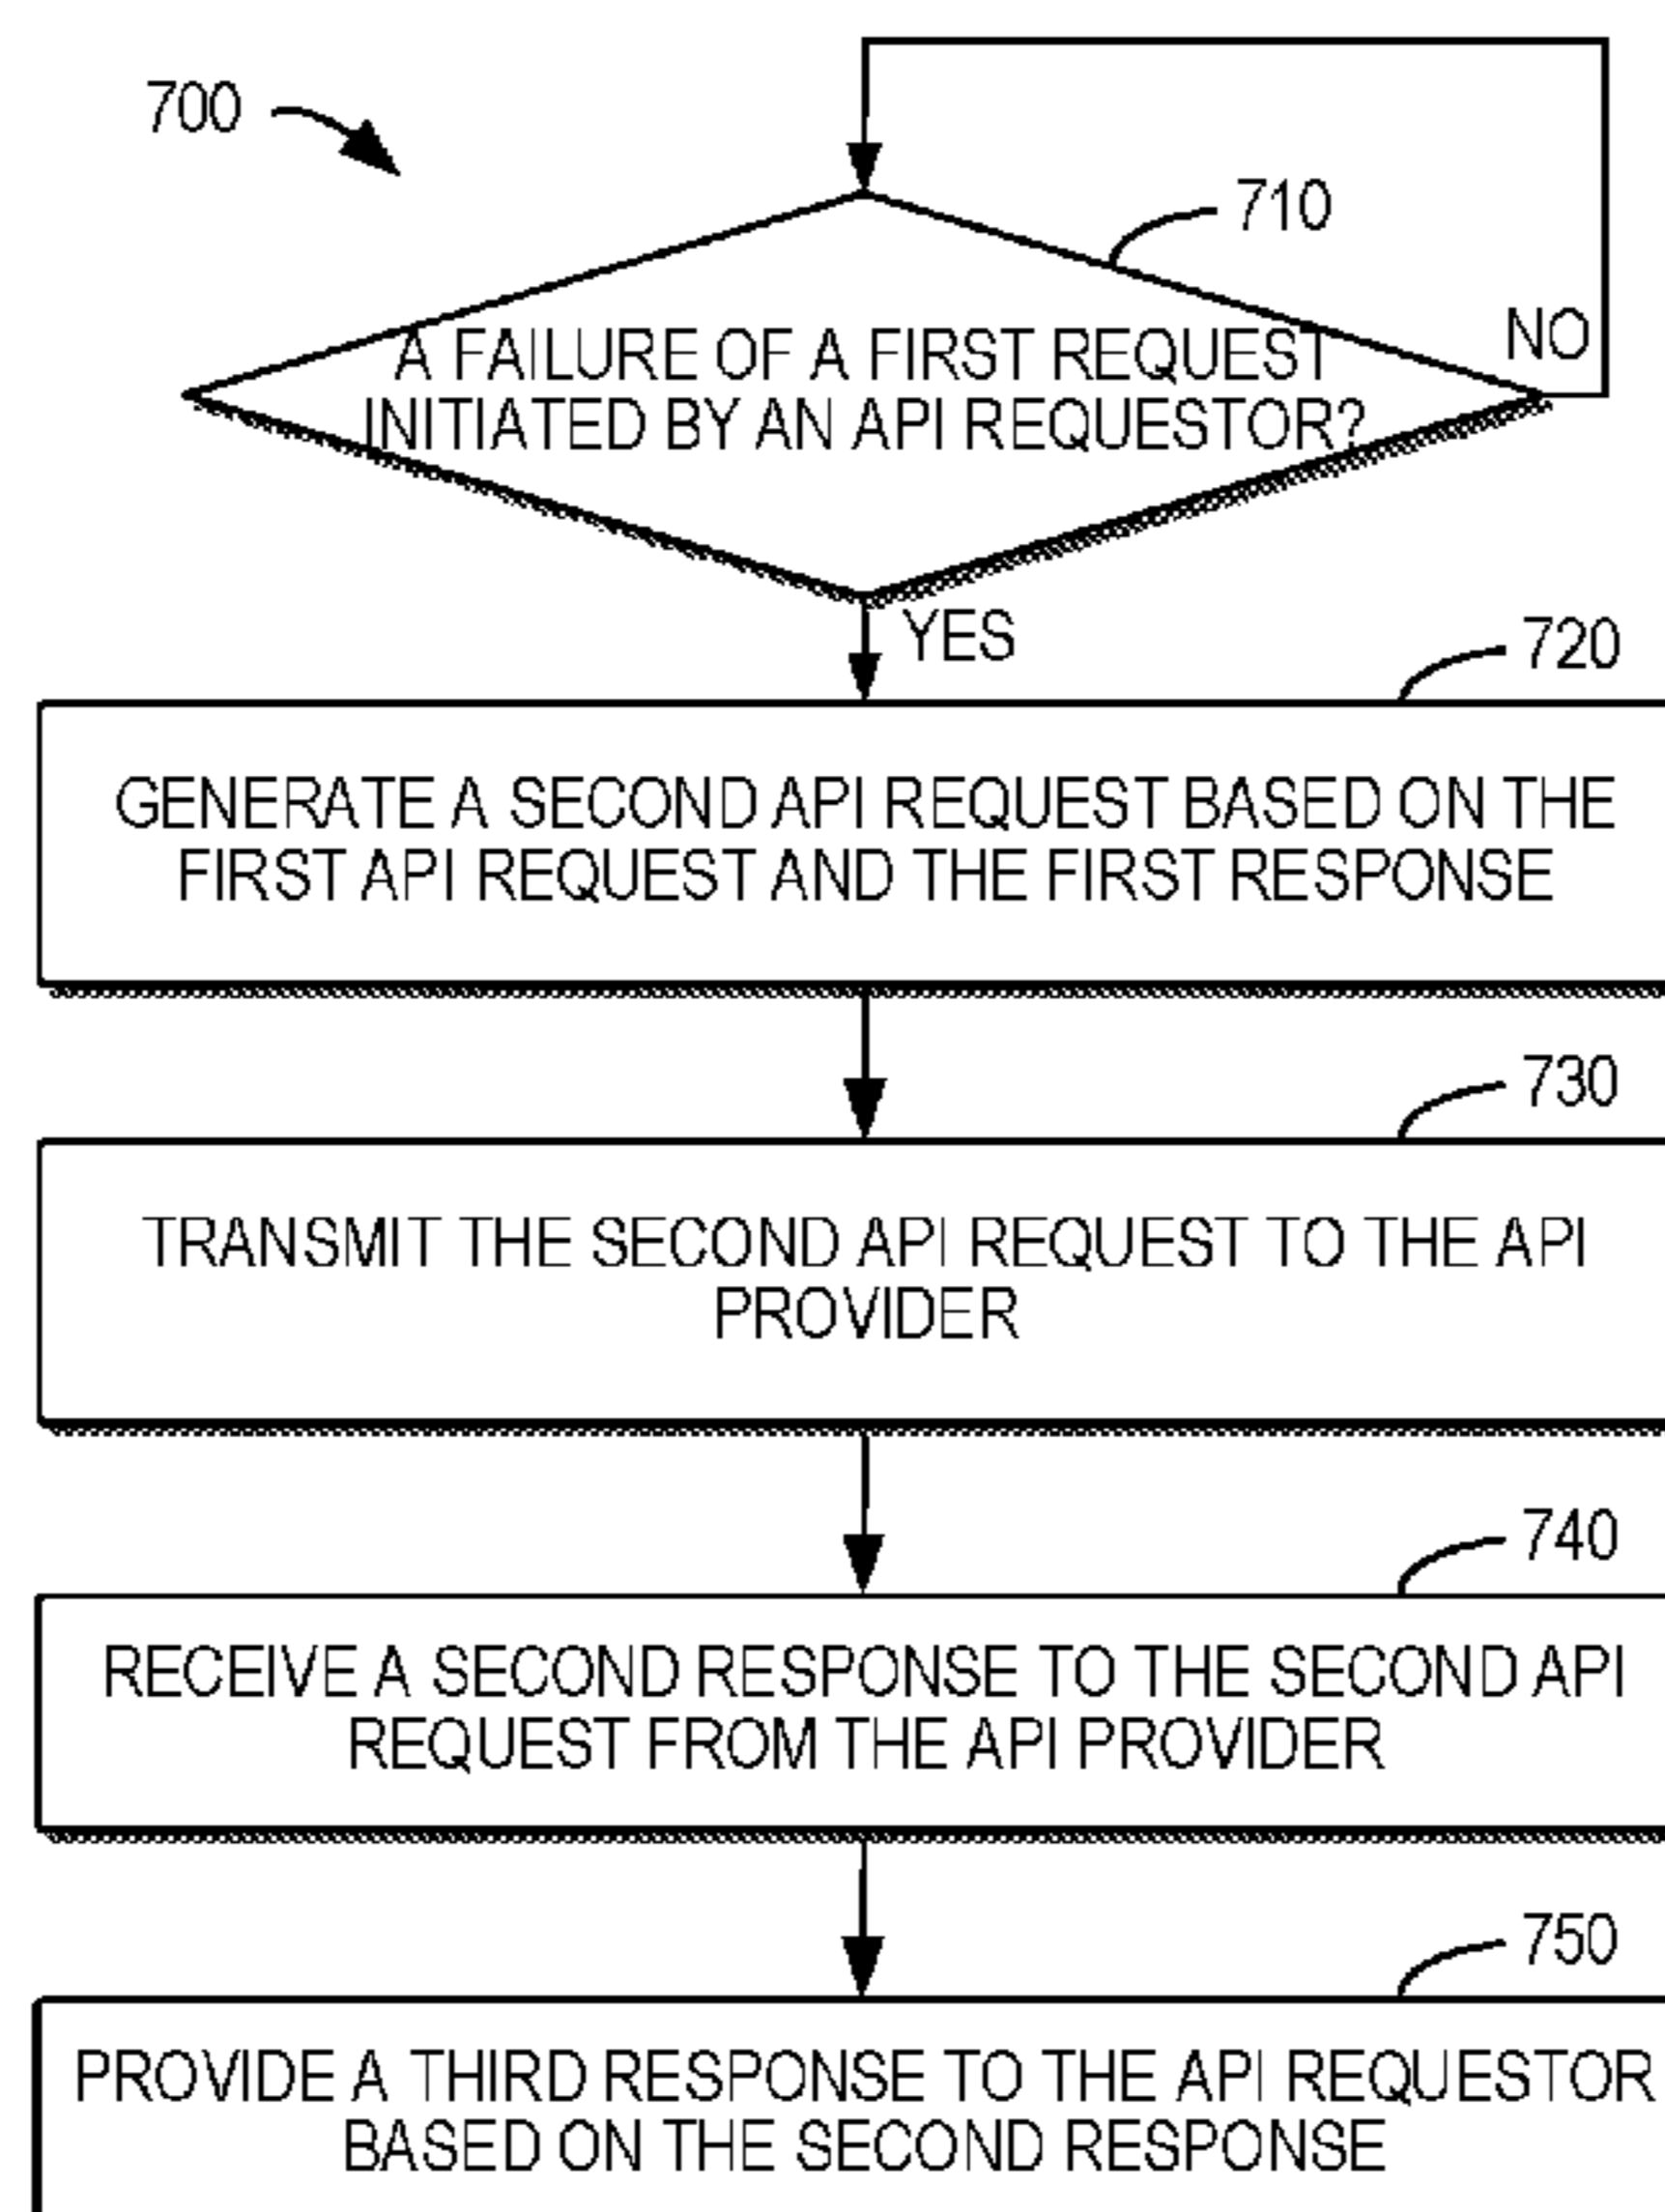 700
710
A FAILURE OF A FIRST REQUEST
INITIATED BY AN API REQUESTOR?
NO
YES
720
GENERATE A SECOND API REQUEST BASED ON THE
FIRST API REQUEST AND THE FIRST RESPONSE
730
TRANSMIT THE SECOND API REQUEST TO THE API
PROVIDER
740
RECEIVE A SECOND RESPONSE TO THE SECOND API
REQUEST FROM THE API PROVIDER
750
PROVIDE A THIRD RESPONSE TO THE API REQUESTOR
BASED ON THE SECOND RESPONSE